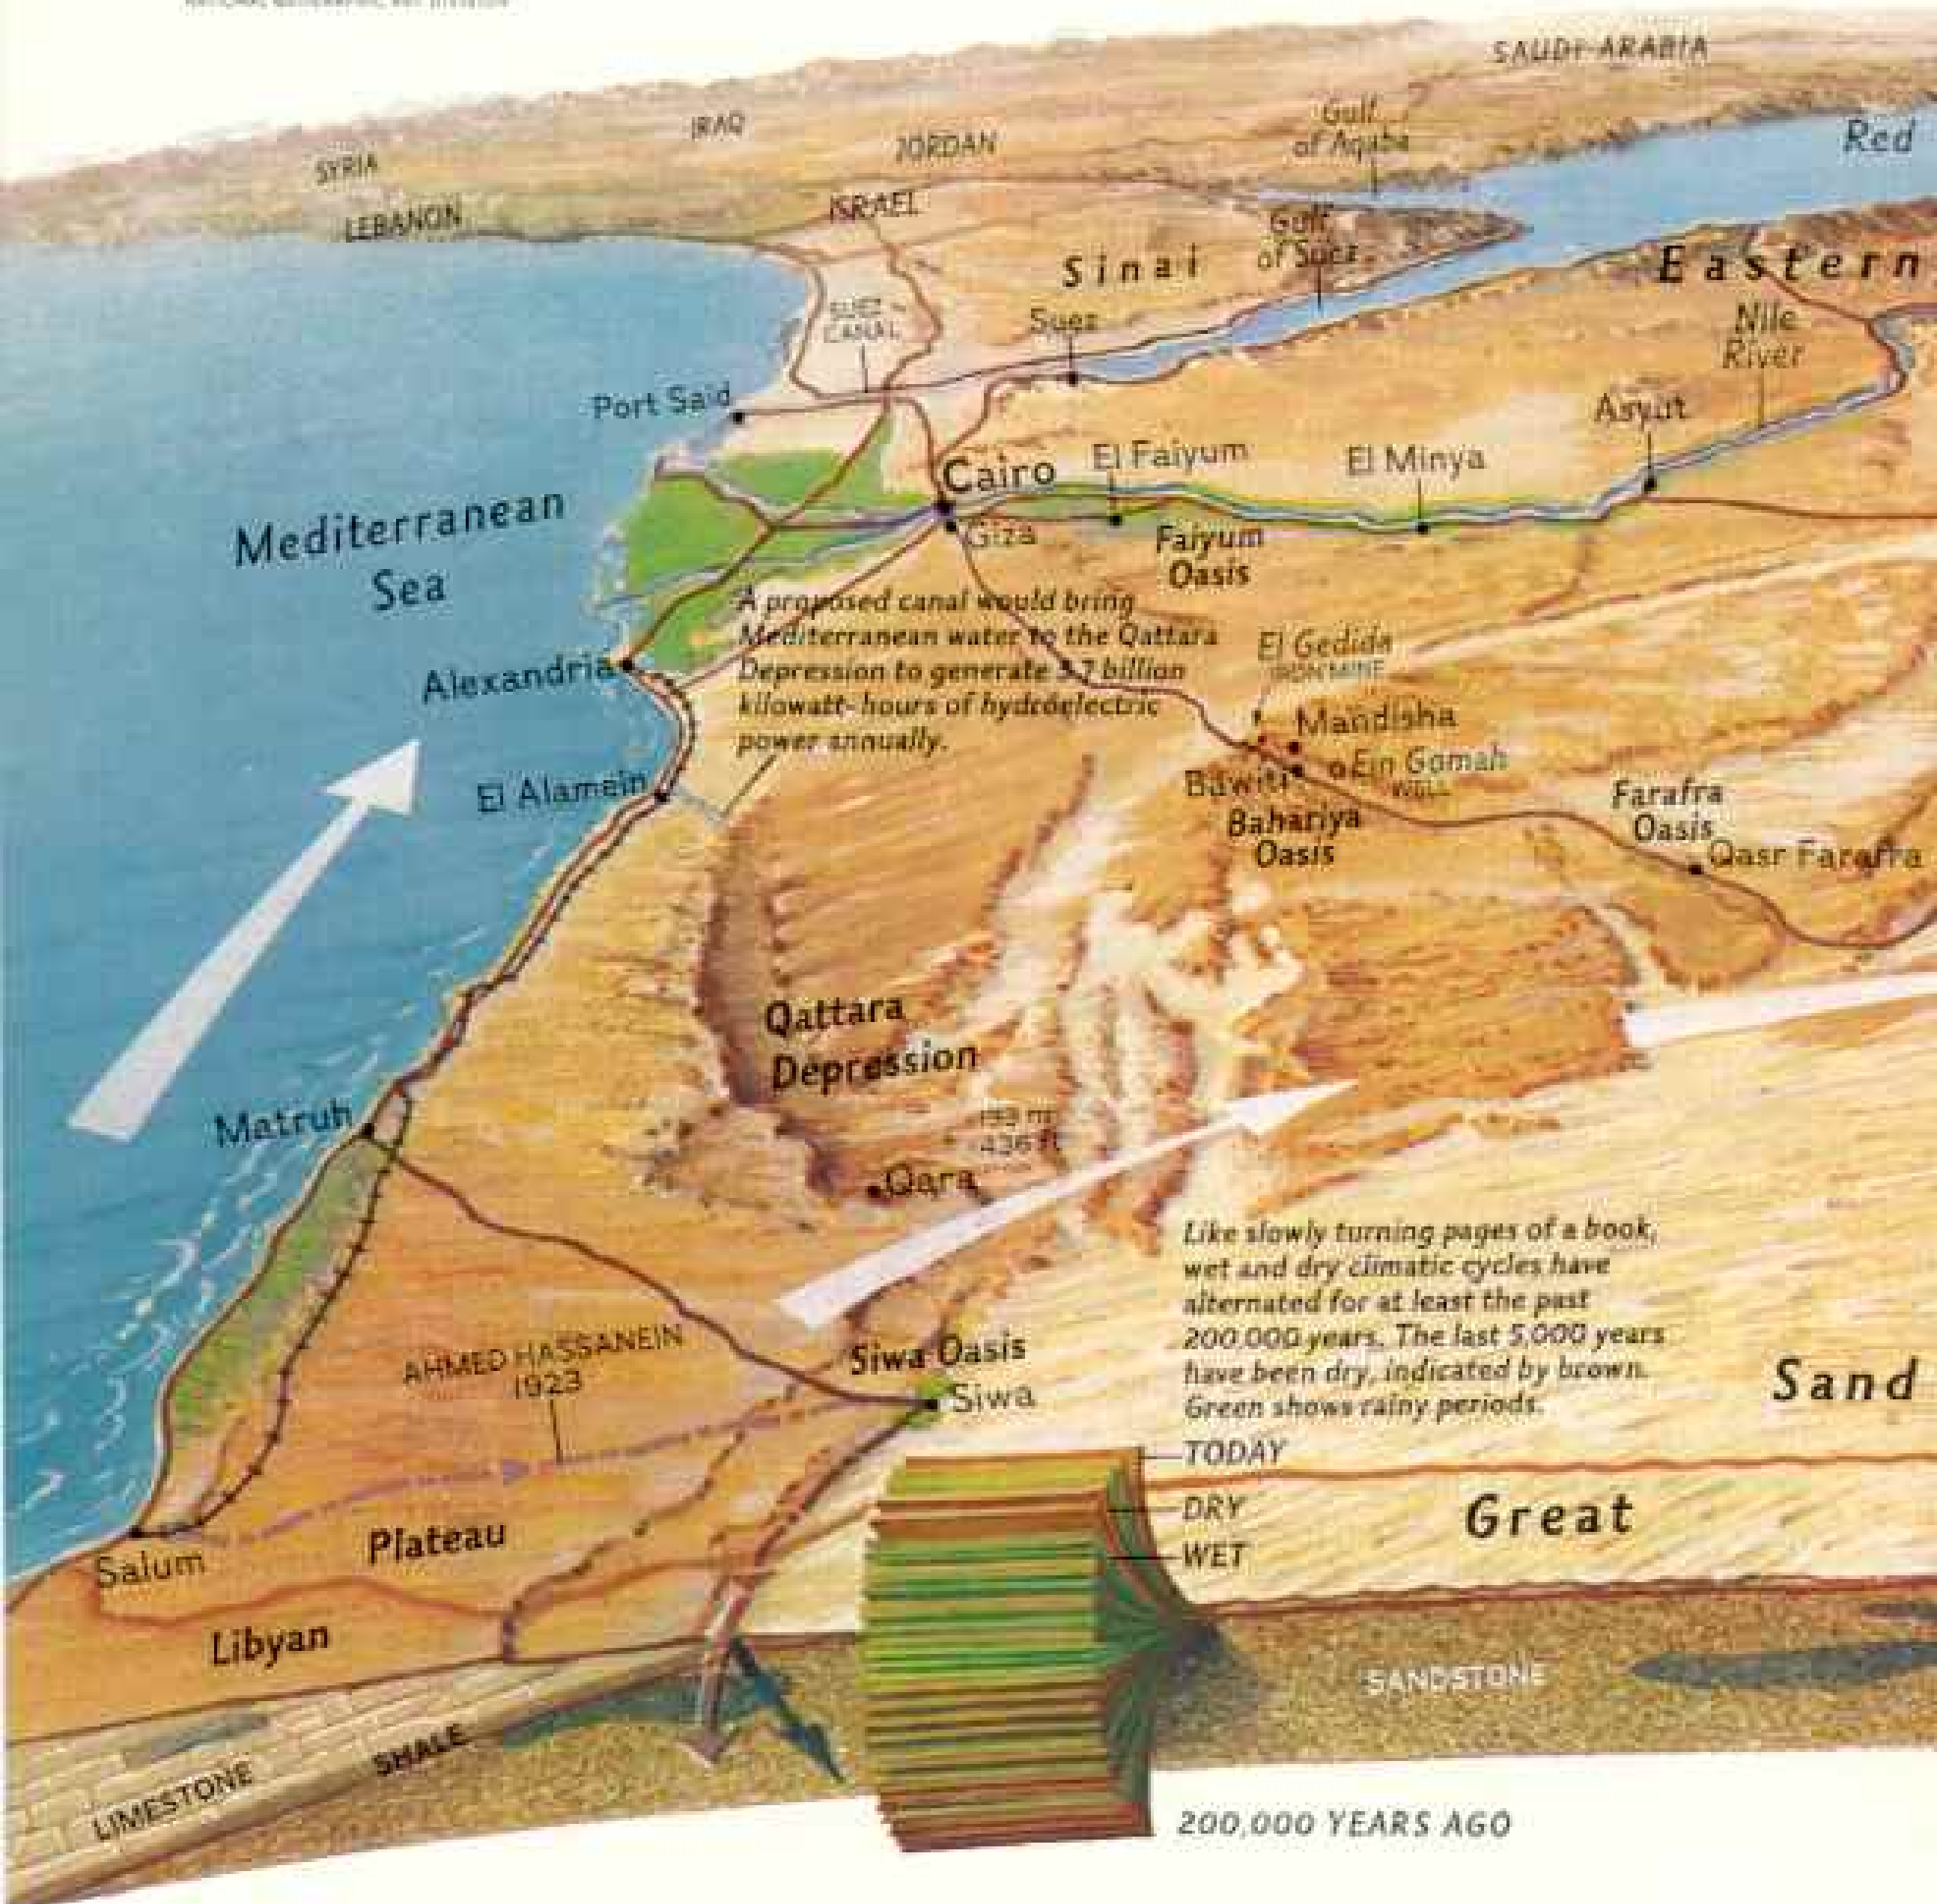 SAUDI ARABIA
Gulf
of Aqaba
Red
IRAQ
JORDAN
SYRIA
ISRAEL
LEBANON
Gulf
of Suez
Sinai
Eastern
SUEZ
CANAL
Suez
Nile
River
Port Said
Asyut
Cairo
El Faiyum
El Minya
Giza
Faiyum
Oasis
Mediterranean
Sea
A proposed canal would bring
Mediterranean water to the Qattara
Depression to generate billion
kilowatt-hours of hydroelectric
power annually.
El Gedida
IRON MINE
Alexandria
Mandisha
Ein Gomah
WELL
El Alamein
Bawiti
Bahariya
Oasis
Farafra
Oasis
Qasr Farafra
Qattara
Depression
436 ft
Matruh
Qara
Like slowly turning pages of a book,
wet and dry climatic cycles have
alternated for at least the past
200,000 years. The last 5,000 years
have been dry, indicated by brown.
Green shows rainy periods.
AHMED HASSANEIN
1923
Siwa Oasis
Siwa
Sand
TODAY
DRY
WET
Great
Plateau
Salum
Libyan
SANDSTONE
SHALE
LIMESTONE
200,000 YEARS AGO